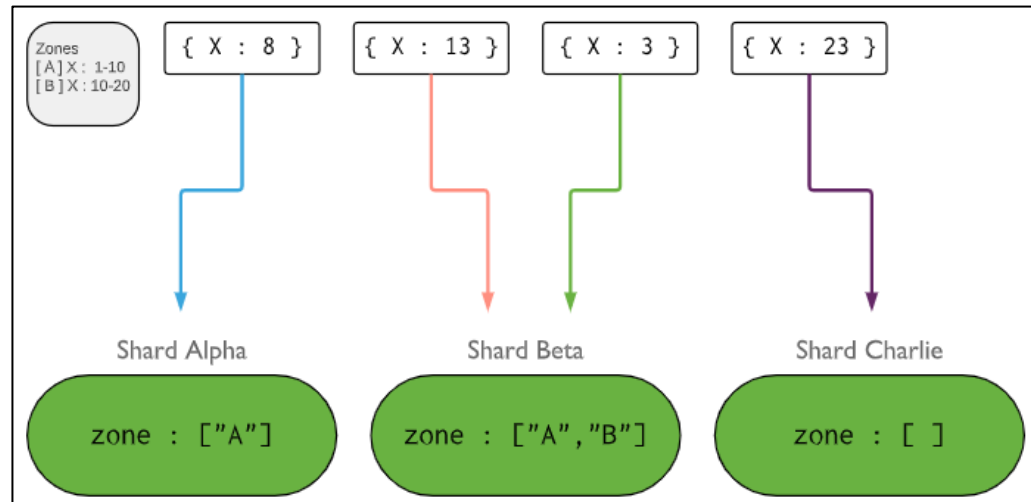 Zones
[ A ] X : 1-10
[ B ] X : 10-20
{ X : 8 }
{ X : 13 }
{ X : 3 }
{ X : 23 }
Shard Alpha
Shard Beta
Shard Charlie
zone : ["A"]
zone : ["A","B"]
zone : [ ]